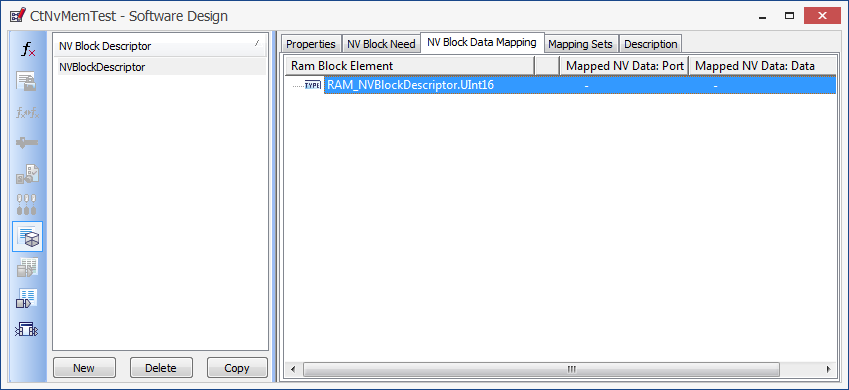 CtNvMemTest - Software Design
NV Block Descriptor
NVBlockDescriptor
New Delete Copy
Properties NV Block Need NV Block Data Mapping Mapping Sets Description
Ram Block Element Mapped NV Data: Port Mapped NV Data: Data
TYPE RAM_NVBlockDescriptor.UInt16 - -